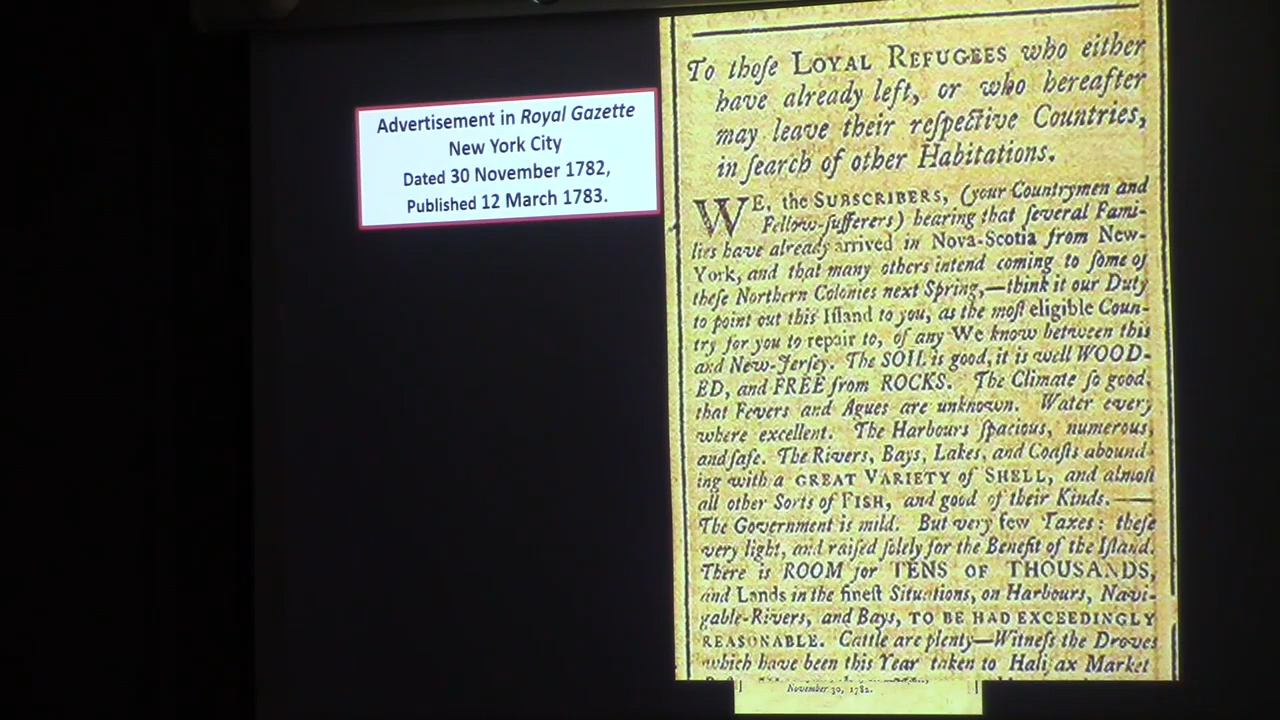 Advertisement in Royal Gazette
New York City
Dated 30 November 1782,
Published 12 March 1783.
To thoſe LOYAL REFUGEES who either
have already left, or who hereafter
may leave their reſpective Countries,
in ſearch of other Habitations.
WE, the SUBSCRIBERS, (your Countrymen and
Fellow-ſufferers) hearing that ſeveral Fami-
lies have already arrived in Nova-Scotia from New-
York, and that many others intend coming to ſome of
theſe Northern Colonies next Spring,—think it our Duty
to point out this Iſland to you, as the moſt eligible Coun-
try for you to repair to, of any We know between this
and New-Jerſey. The SOIL is good, it is well WOOD-
ED, and FREE from ROCKS. The Climate ſo good,
that Fevers and Agues are unknown. Water every
where excellent. The Harbours ſpacious, numerous,
and ſafe. The Rivers, Bays, Lakes, and Coaſts abound-
ing with a GREAT VARIETY of SHELL, and almoſt
all other Sorts of FISH, and good of their Kinds.—
The Government is mild. But very few Taxes: theſe
very light, and raiſed ſolely for the Benefit of the Iſland.
There is ROOM for TENS OF THOUSANDS,
and Lands in the fineſt Situations, on Harbours, Navi-
gable-Rivers, and Bays, TO BE HAD EXCEEDINGLY
REASONABLE. Cattle are plenty—Witneſs the Droves
which have been this Year taken to Halifax Market
November 30, 1782.